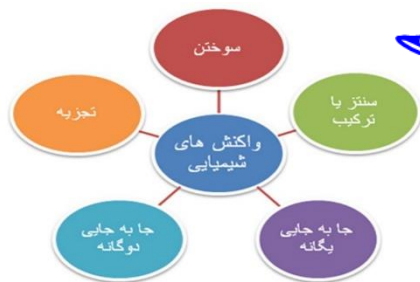 سوختن
سنتز یا
ترکیب
تجزیه
واکنش های
شیمیایی
جا به جایی
دوگانه
جا به جایی
یگانه